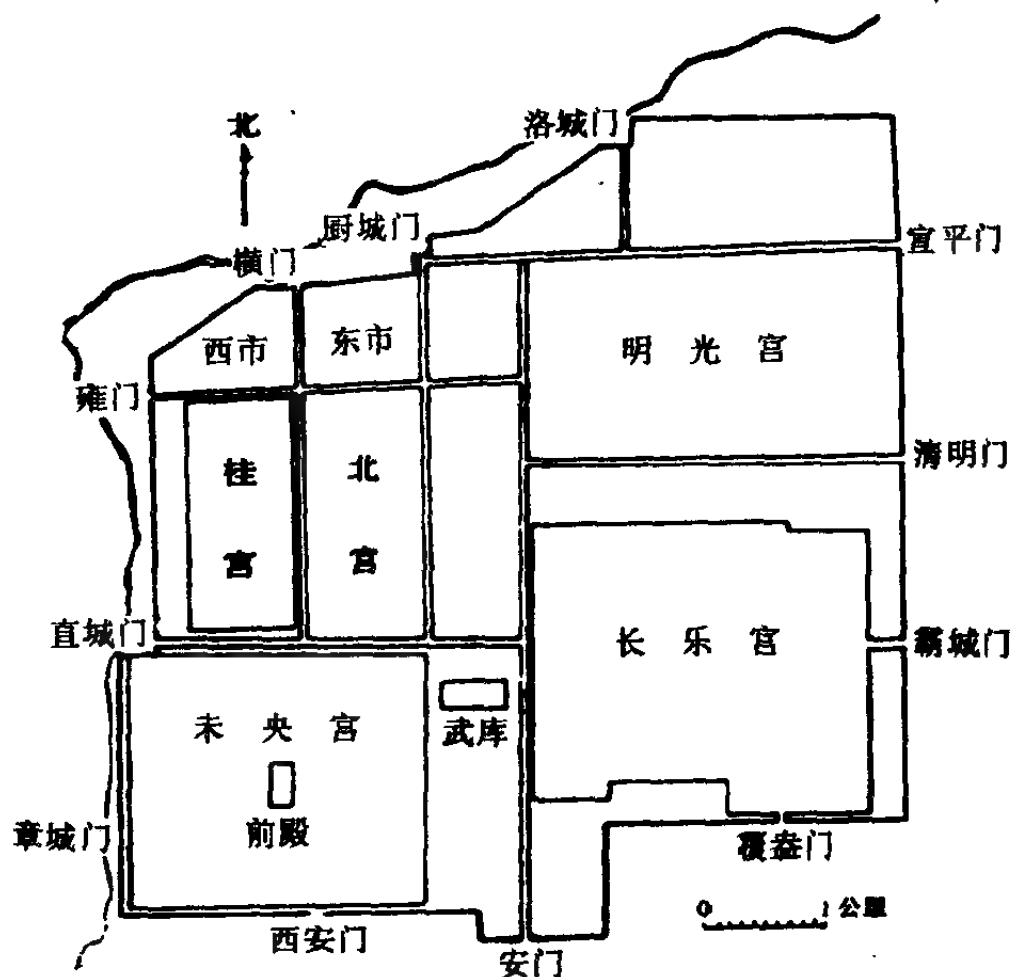 洛城门
北
厨城门
宣平门
横门
西市
东市
明 光 宫
雍门
清明门
桂宫
北宫
直城门
长 乐 宫
霸城门
未 央 宫
武库
章城门
前殿
覆盎门
0 1 公里
西安门
安门